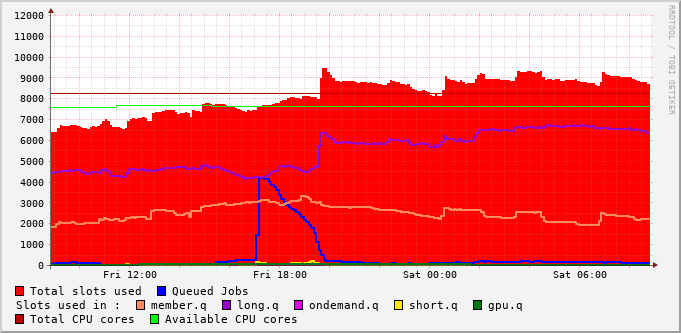 12000
11000
10000
9000
8000
7000
6000
5000
4000
3000
2000
1000
0
Fri 12:00 Fri 18:00 Sat 00:00 Sat 06:00
RRDTOOL / TOBI OETIKER
Total slots used Queued Jobs
Slots used in : member.q long.q ondemand.q short.q gpu.q
Total CPU cores Available CPU cores